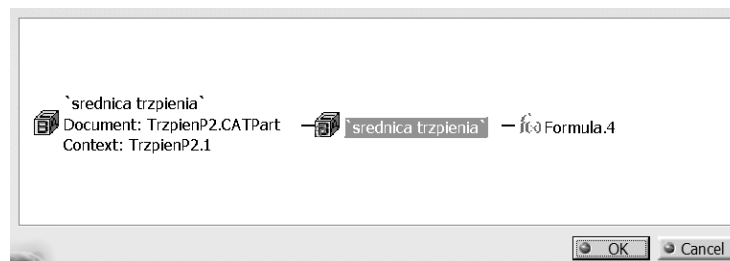 `srednica trzpienia`
Document: TrzpienP2.CATPart
Context: TrzpienP2.1
`srednica trzpienia`
f(x) Formula.4
OK
Cancel